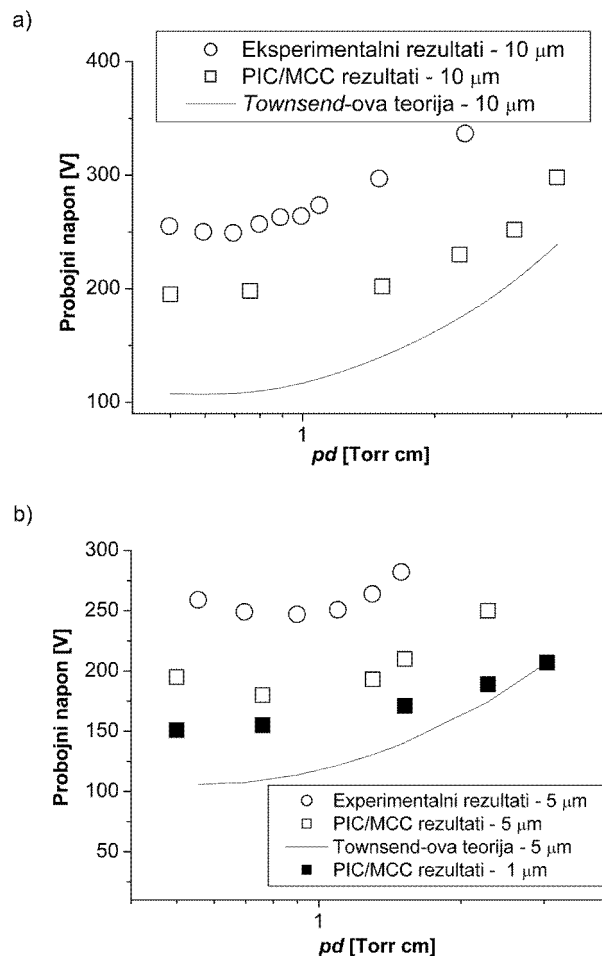 a)
Eksperimentalni rezultati - 10 μm
PIC/MCC rezultati - 10 μm
Townsend-ova teorija - 10 μm
400
300
200
100
Probojni napon [V]
1
pd [Torr cm]
b)
300
250
200
150
100
50
Probojni napon [V]
Experimentalni rezultati - 5 μm
PIC/MCC rezultati - 5 μm
Townsend-ova teorija - 5 μm
PIC/MCC rezultati - 1 μm
1
pd [Torr cm]